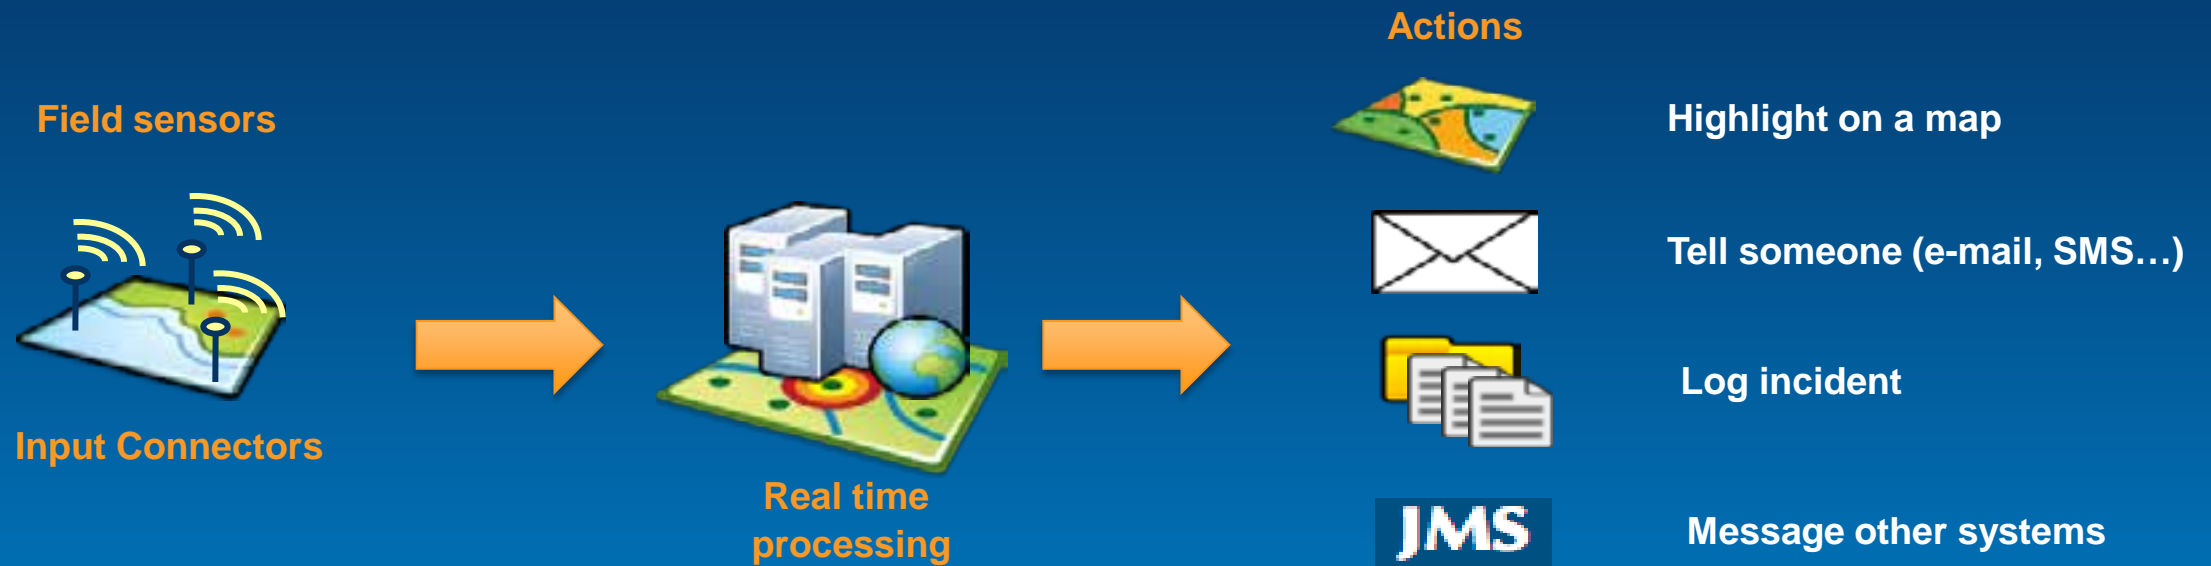 Field sensors
Input Connectors
Real time
processing
Actions
Highlight on a map
Tell someone (e-mail, SMS…)
Log incident
JMS
Message other systems